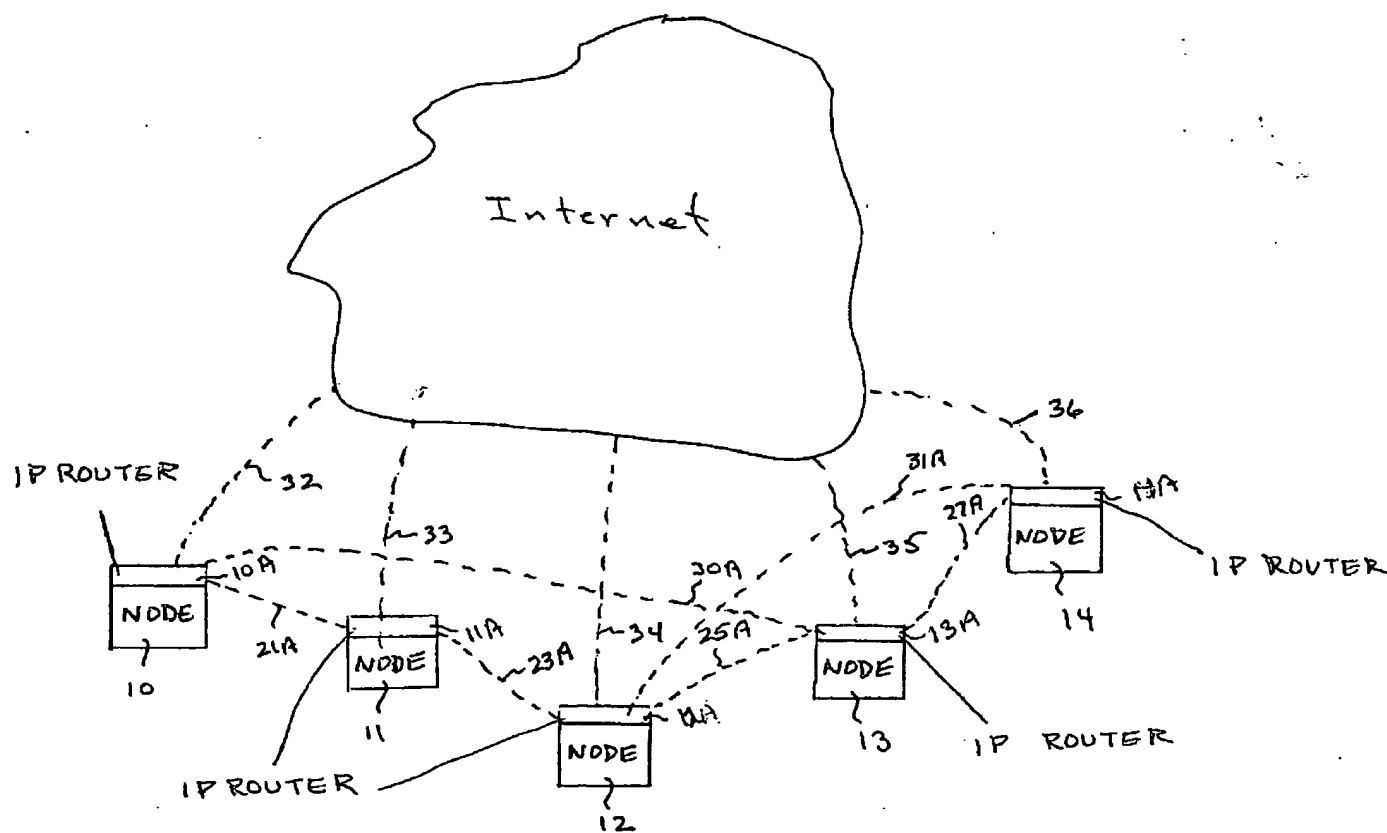 Internet
36
31A
IP ROUTER
32
27A
33
35
NODE
IP ROUTER
10A
30A
14
NODE
21A
11A
34
25A
13A
10
NODE
23A
NODE
11
12A
13
IP ROUTER
NODE
IP ROUTER
12